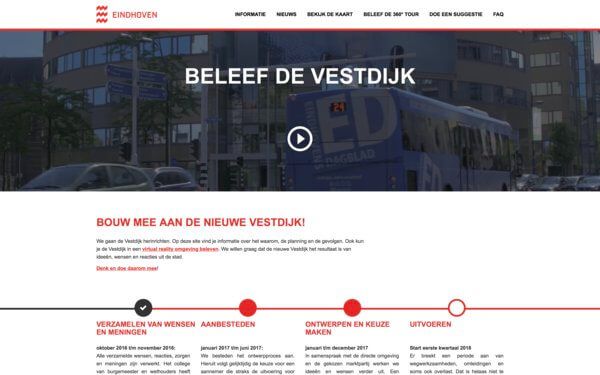 EINDHOVEN
INFORMATIE NIEUWS BEKIJK DE KAART BELEEF DE 360° TOUR DOE EEN SUGGESTIE FAQ
BELEEF DE VESTDIJK
24
ED
DAGBLAD
BOUW MEE AAN DE NIEUWE VESTDIJK!
We gaan de Vestdijk herinrichten. Op deze site vind je informatie over het waarom, de planning en de gevolgen. Ook kun
je de Vestdijk in een virtual reality omgeving beleven. We willen graag dat de nieuwe Vestdijk het resultaat is van
ideeën, wensen en reacties uit de stad.
Denk en doe daarom mee!
VERZAMELEN VAN WENSEN
EN MENINGEN
oktober 2016 t/m november 2016:
Alle verzamelde wensen, reacties, zorgen
en meningen zijn verwerkt. Het college
van burgemeester en wethouders heeft
AANBESTEDEN
januari 2017 t/m juni 2017:
We besteden het ontwerpproces aan.
Hieruit volgt gelijktijdig de keuze voor een
aannemer die straks de uitvoering voor
ONTWERPEN EN KEUZE
MAKEN
januari t/m december 2017
In samenspraak met de directe omgeving
en de gekozen marktpartij werken we
ideeën en wensen verder uit. Een
UITVOEREN
Start eerste kwartaal 2018
Er breekt een periode aan van
wegwerkzaamheden, omleidingen en
soms ook overlast. Dat is helaas niet te